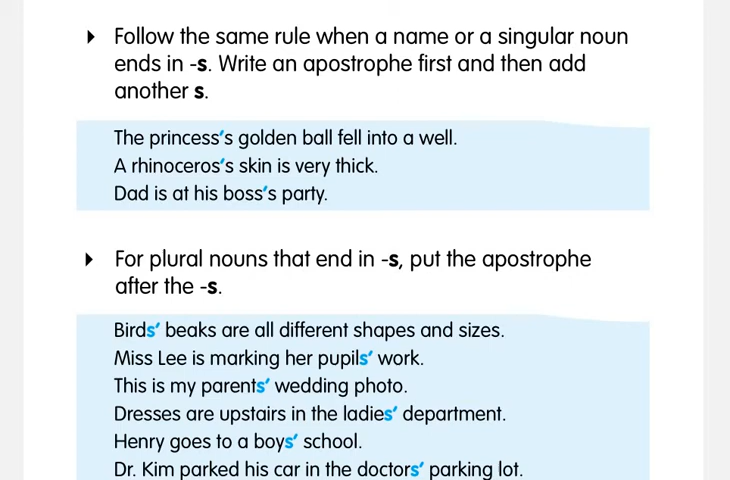 Follow the same rule when a name or a singular noun
ends in -s. Write an apostrophe first and then add
another s.
The princess's golden ball fell into a well.
A rhinoceros's skin is very thick.
Dad is at his boss's party.
For plural nouns that end in -s, put the apostrophe
after the -s.
Birds’ beaks are all different shapes and sizes.
Miss Lee is marking her pupils’ work.
This is my parents’ wedding photo.
Dresses are upstairs in the ladies’ department.
Henry goes to a boys’ school.
Dr. Kim parked his car in the doctors’ parking lot.